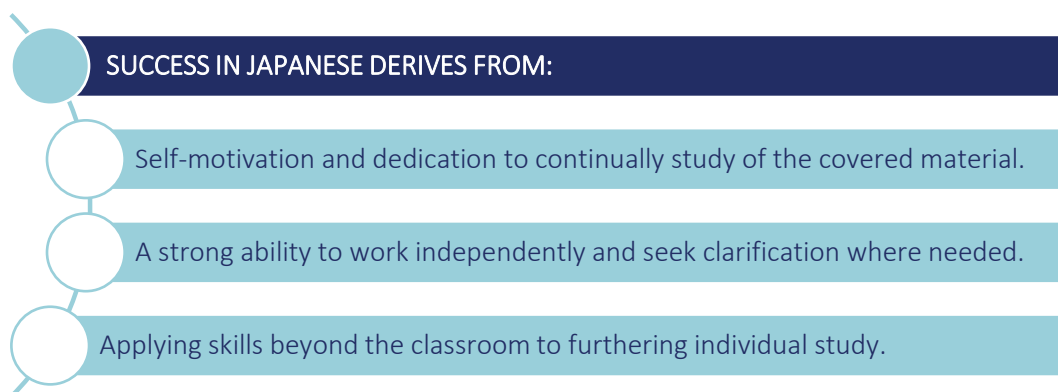 SUCCESS IN JAPANESE DERIVES FROM:
Self-motivation and dedication to continually study of the covered material.
A strong ability to work independently and seek clarification where needed.
Applying skills beyond the classroom to furthering individual study.